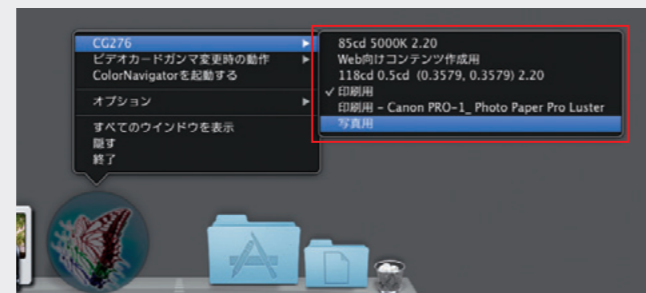 CG276
ビデオカードガンマ変更時の動作
ColorNavigatorを起動する
オプション
すべてのウインドウを表示
隠す
終了
85cd 5000K 2.20
Web向けコンテンツ作成用
118cd 0.5cd (0.3579, 0.3579) 2.20
✓ 印刷用
印刷用 – Canon PRO-1_ Photo Paper Pro Luster
写真用